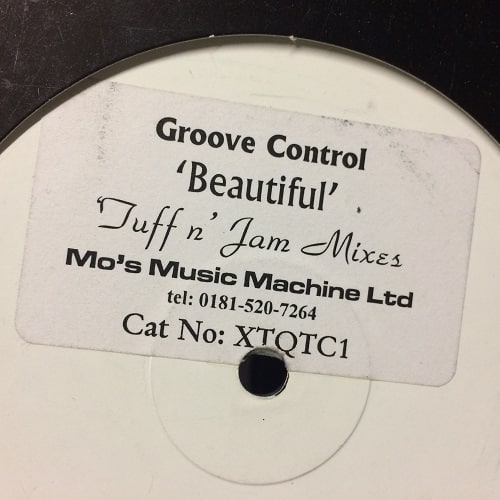 Groove Control
'Beautiful'
'Tuff n' Jam Mixes
Mo's Music Machine Ltd
tel: 0181-520-7264
Cat No: XTQTC1